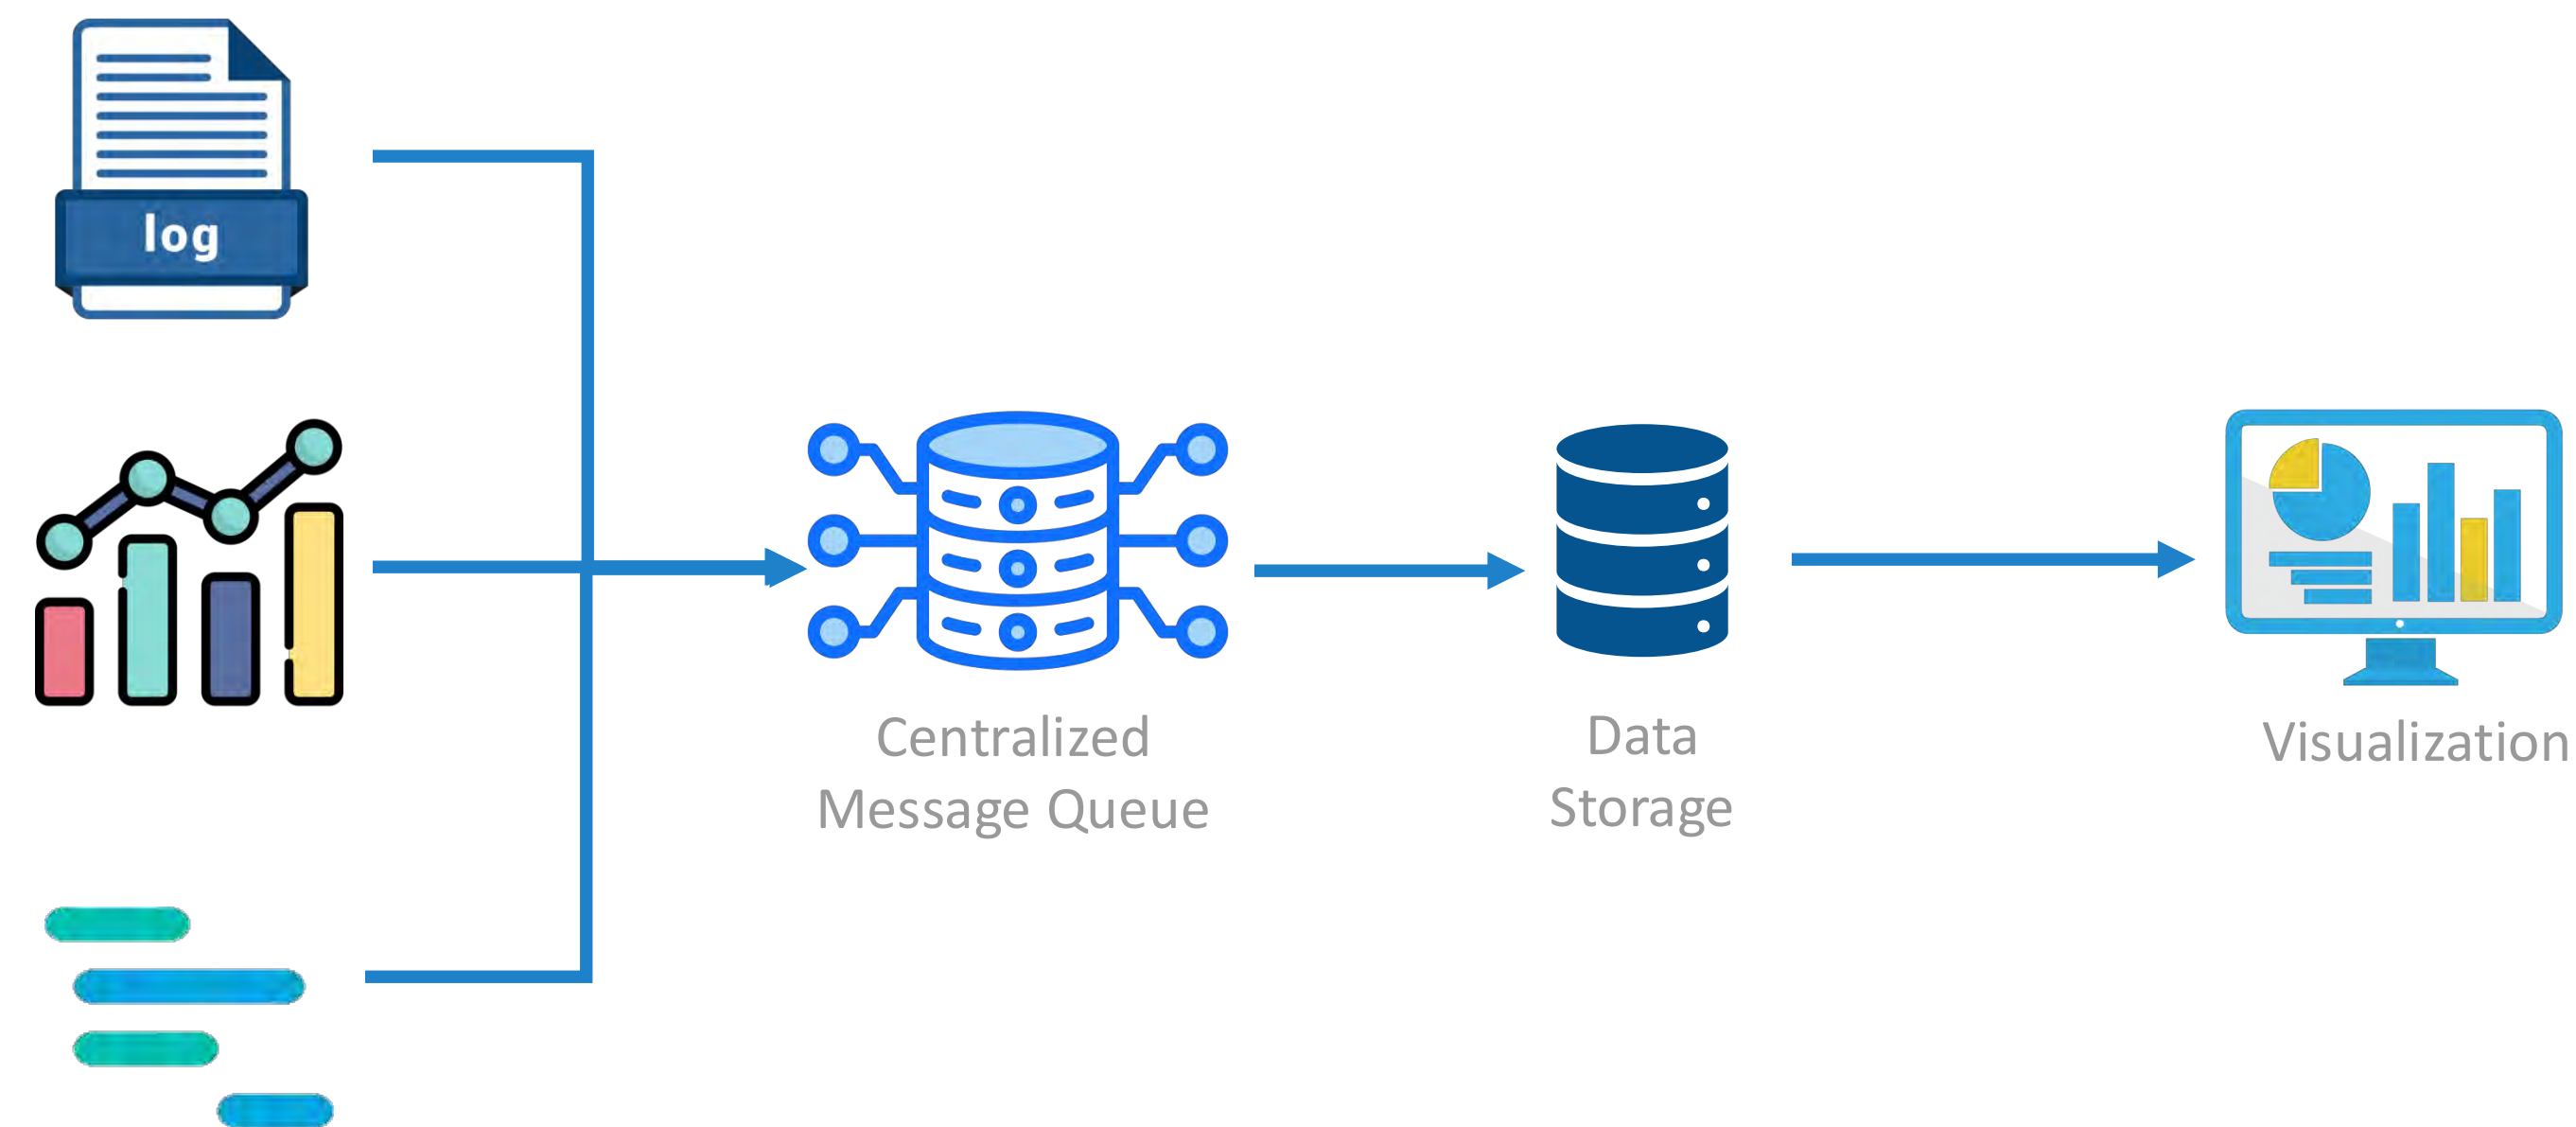 log
Centralized
Message Queue
Data
Storage
Visualization